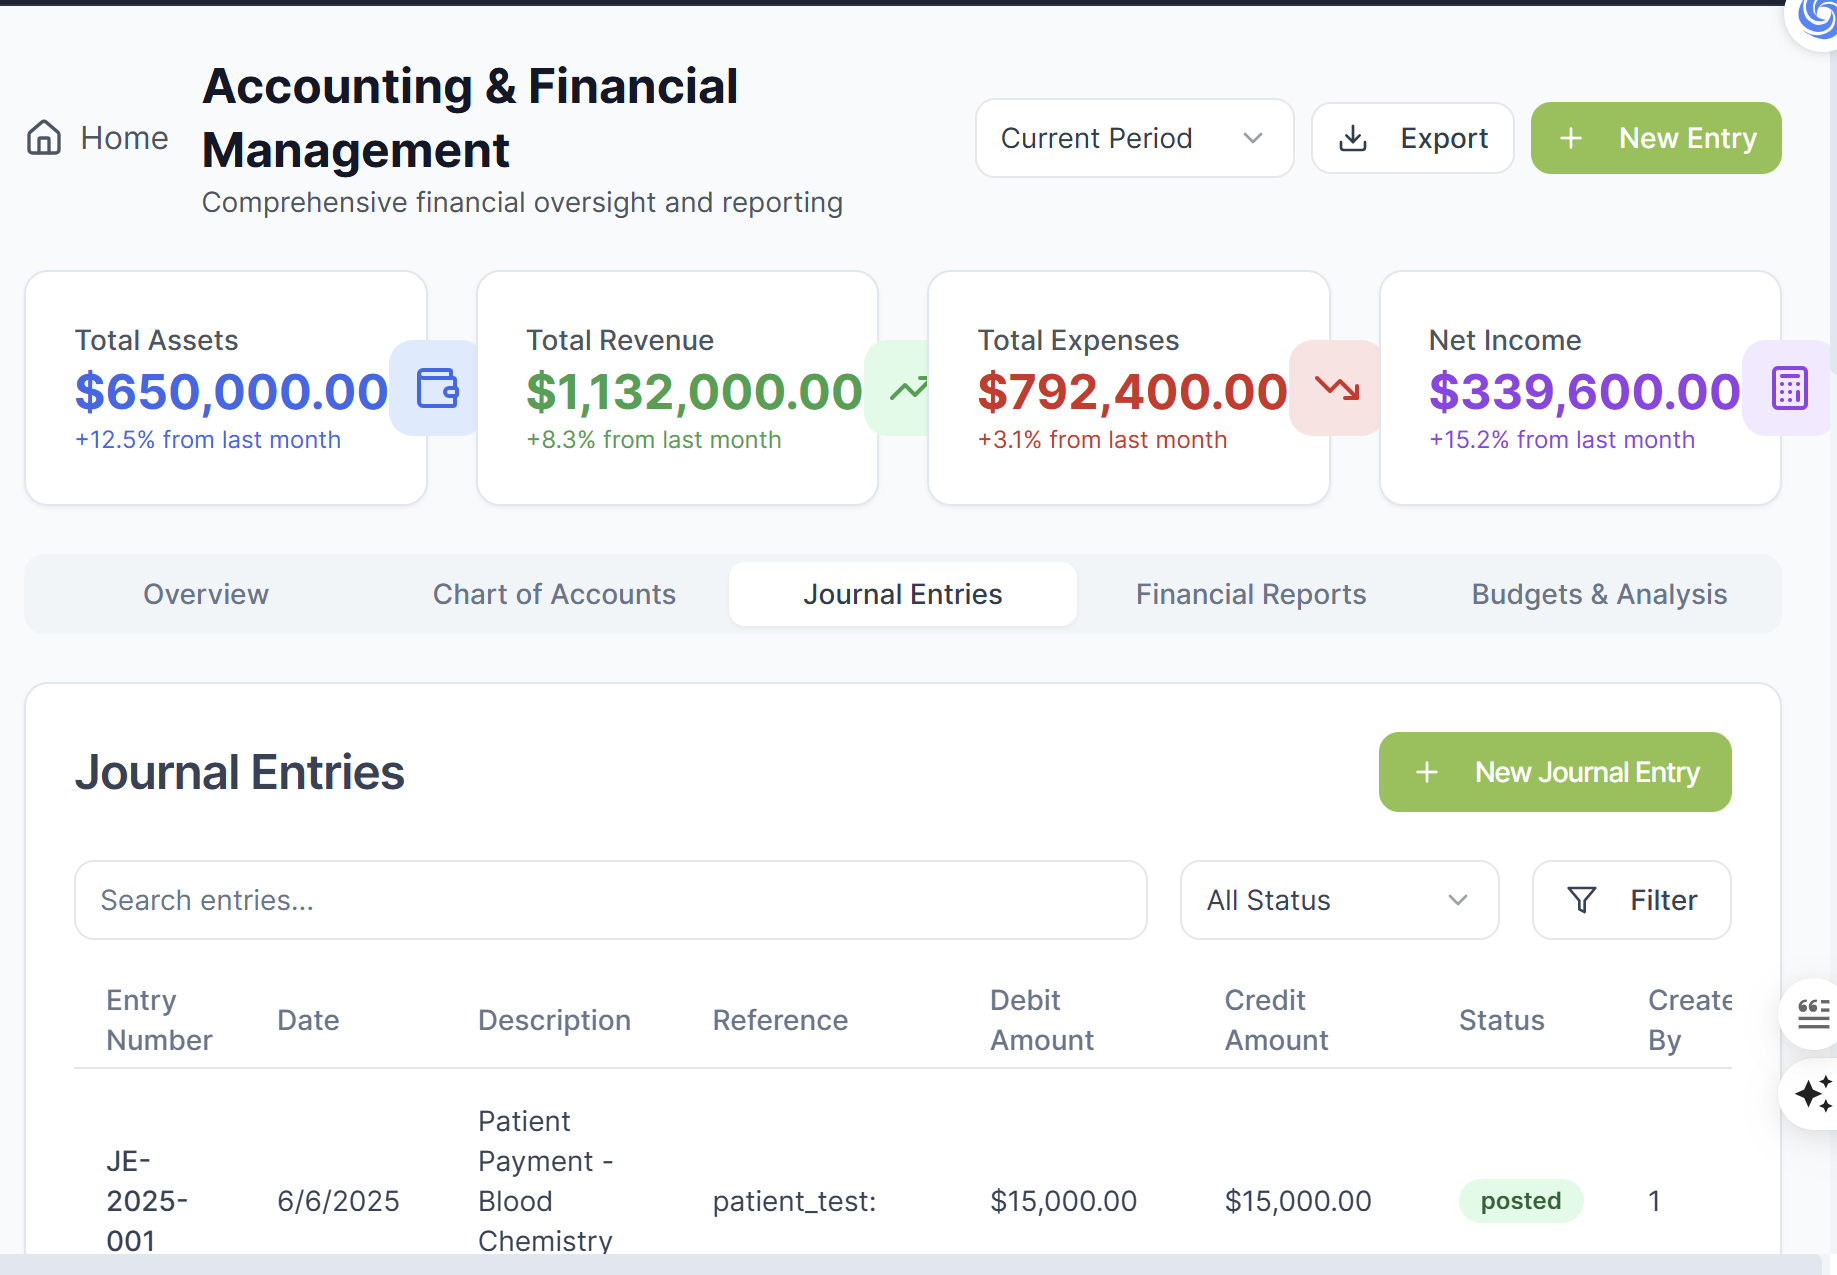 Home
Accounting & Financial
Management
Comprehensive financial oversight and reporting
Current Period
Export
New Entry
Total Assets
$650,000.00
+12.5% from last month
Total Revenue
$1,132,000.00
+8.3% from last month
Total Expenses
$792,400.00
+3.1% from last month
Net Income
$339,600.00
+15.2% from last month
Overview
Chart of Accounts
Journal Entries
Financial Reports
Budgets & Analysis
Journal Entries
New Journal Entry
Search entries...
All Status
Filter
Entry
Number
Date
Description
Reference
Debit
Amount
Credit
Amount
Status
Create
By
JE-
2025-
001
6/6/2025
Patient
Payment -
Blood
Chemistry
patient_test:
$15,000.00
$15,000.00
posted
1